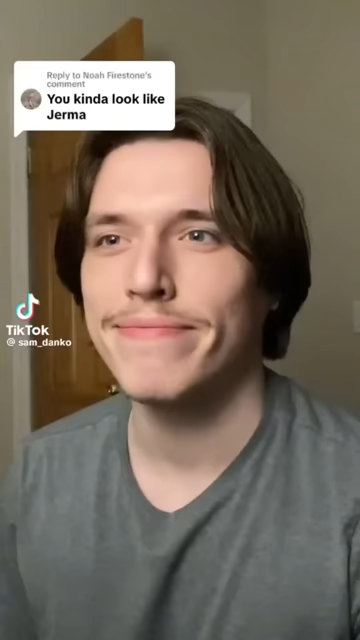 Reply to Noah Firestone's
comment
You kinda look like
Jerma
TikTok
@ sam_danko